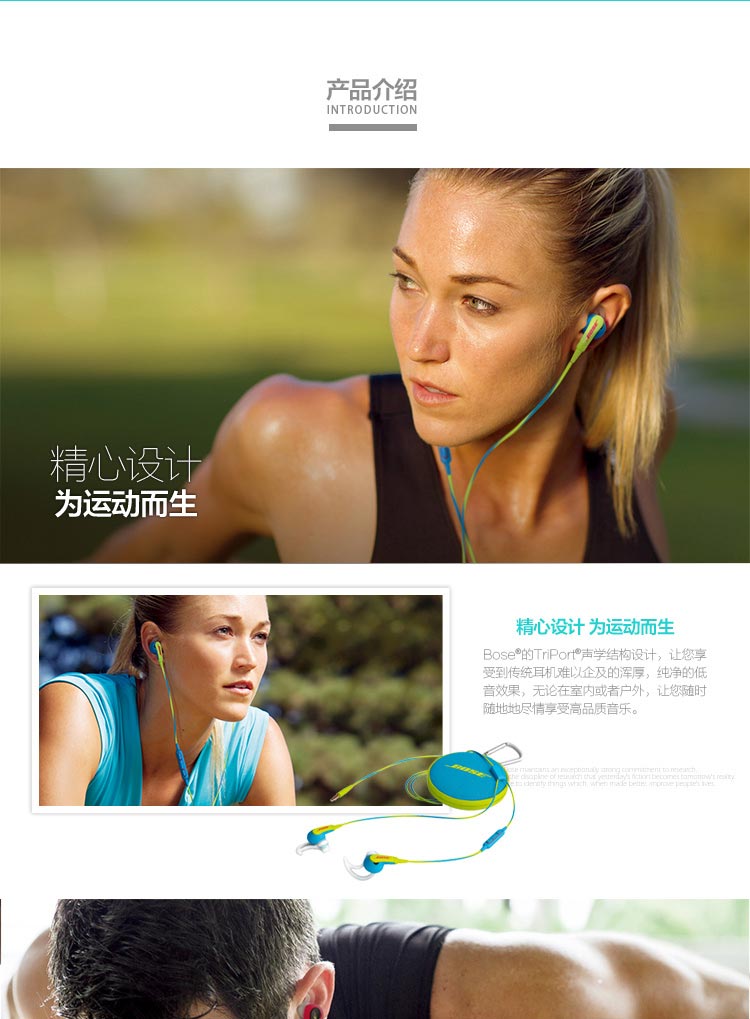 产品介绍
INTRODUCTION
精心设计
为运动而生
精心设计 为运动而生
Bose®的TriPort®声学结构设计，让您享
受到传统耳机难以企及的浑厚，纯净的低
音效果，无论在室内或者户外，让您随时
随地地尽情享受高品质音乐。
maintains an exceptionally strong commitment to research.
the discipline of research that yesterday's fiction becomes tomorrow's reality
to identify things which, when made better, improve people's lives.
BOSE